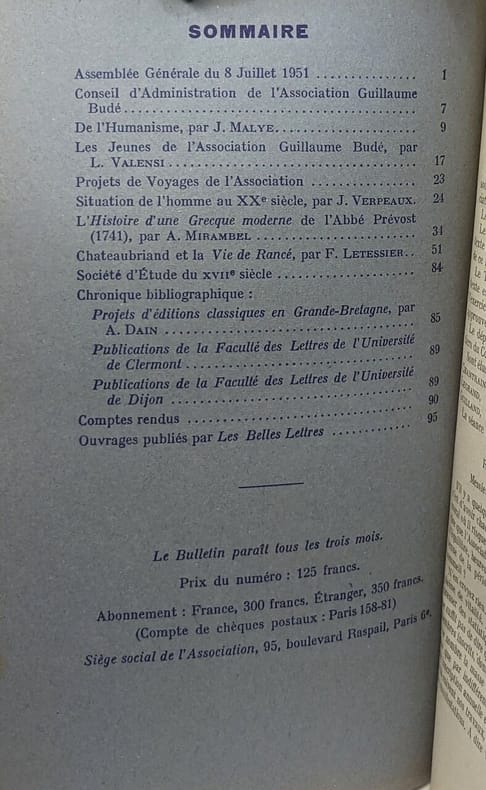 SOMMAIRE
Assemblée Générale du 8 Juillet 1951 ............... 1
Conseil d'Administration de l'Association Guillaume
Budé............................................ 7
De l'Humanisme, par J. MALYE..................... 9
Les Jeunes de l'Association Guillaume Budé, par
L. VALENSI ..................................... 17
Projets de Voyages de l'Association ............... 23
Situation de l'homme au XXe siècle, par J. VERPEAUX. 24
L'Histoire d'une Grecque moderne de l'Abbé Prévost
(1741), par A. MIRAMBEL ........................ 34
Chateaubriand et la Vie de Rancé, par F. LETESSIER.. 51
Société d'Étude du XVIIe siècle .................... 84
Chronique bibliographique :
Projets d'éditions classiques en Grande-Bretagne, par
A. DAIN ........................................ 85
Publications de la Faculté des Lettres de l'Université
de Clermont.................................... 89
Publications de la Faculté des Lettres de l'Université
de Dijon ....................................... 89
Comptes rendus .................................. 90
Ouvrages publiés par Les Belles Lettres ............ 95
Le Bulletin paraît tous les trois mois.
Prix du numéro : 125 francs.
Abonnement : France, 300 francs. Étranger, 350 francs.
(Compte de chèques postaux : Paris 158-81)
Siège social de l'Association, 95, boulevard Raspail, Paris 6e.